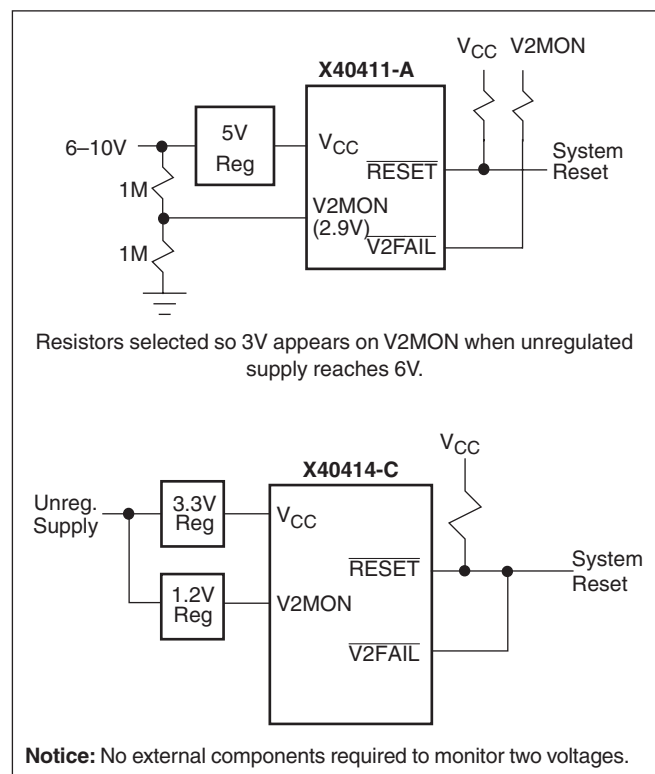 X40411-A
VCC V2MON
6–10V
5V
Reg
VCC
RESET
System
Reset
1M
V2MON
(2.9V)
V2FAIL
1M
Resistors selected so 3V appears on V2MON when unregulated
supply reaches 6V.
VCC
X40414-C
Unreg.
Supply
3.3V
Reg
VCC
RESET
System
Reset
1.2V
Reg
V2MON
V2FAIL
Notice: No external components required to monitor two voltages.